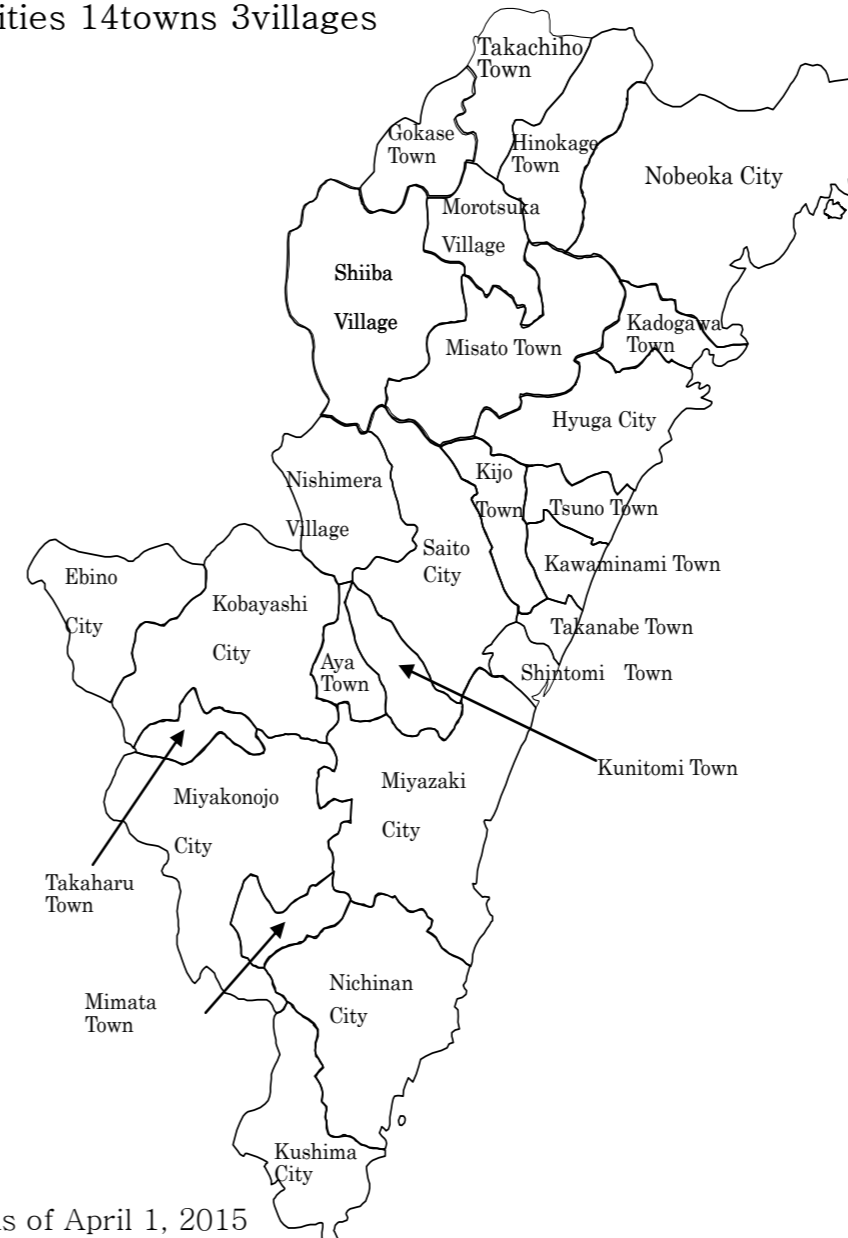 ities 14towns 3villages
Takachiho
Town
Gokase
Town
Hinokage
Town
Nobeoka City
Morotsuka
Village
Shiiba
Village
Kadogawa
Town
Misato Town
Hyuga City
Nishimera
Village
Kijo
Town
Tsuno Town
Saito
City
Kawaminami Town
Ebino
City
Kobayashi
City
Takanabe Town
Aya
Town
Shintomi Town
Kunitomi Town
Miyazaki
City
Miyakonojo
City
Takaharu
Town
Mimata
Town
Nichinan
City
Kushima
City
s of April 1, 2015